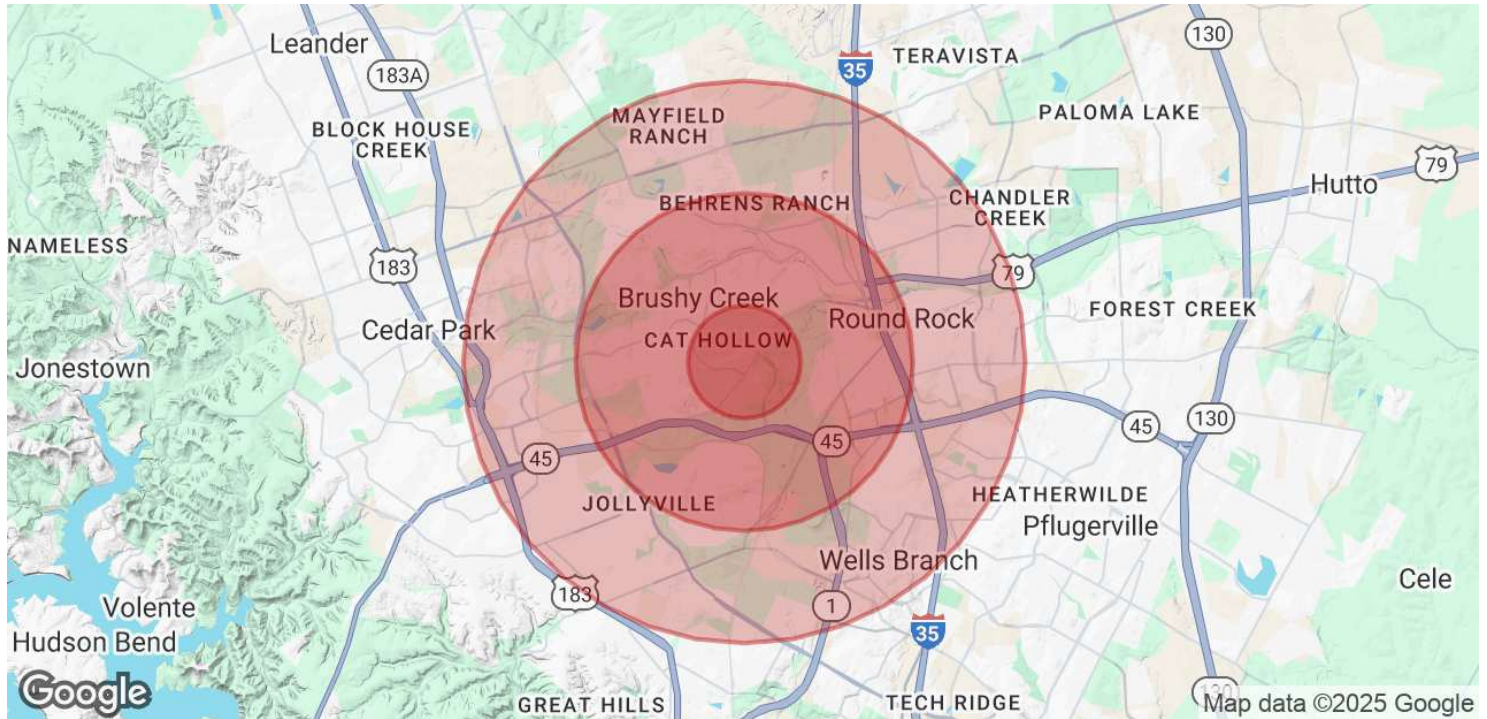 Leander
183A
35
TERAVISTA
130
BLOCK HOUSE
CREEK
MAYFIELD
RANCH
PALOMA LAKE
79
Hutto
BEHRENS RANCH
CHANDLER
CREEK
NAMELESS
183
79
Brushy Creek
Cedar Park
CAT HOLLOW
Round Rock
FOREST CREEK
Jonestown
45
45
130
45
JOLLYVILLE
HEATHERWILDE
Pflugerville
Wells Branch
Cele
Volente
183
1
Hudson Bend
35
Google
GREAT HILLS
TECH RIDGE
130
Map data ©2025 Google